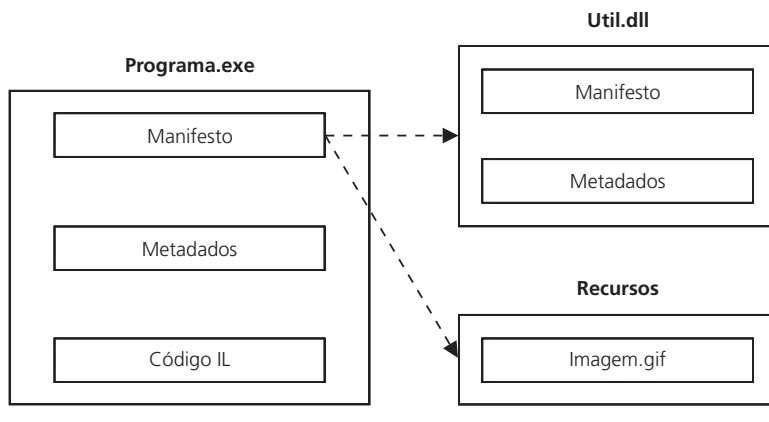 Programa.exe
Manifesto
Metadados
Código IL
Util.dll
Manifesto
Metadados
Recursos
Imagem.gif